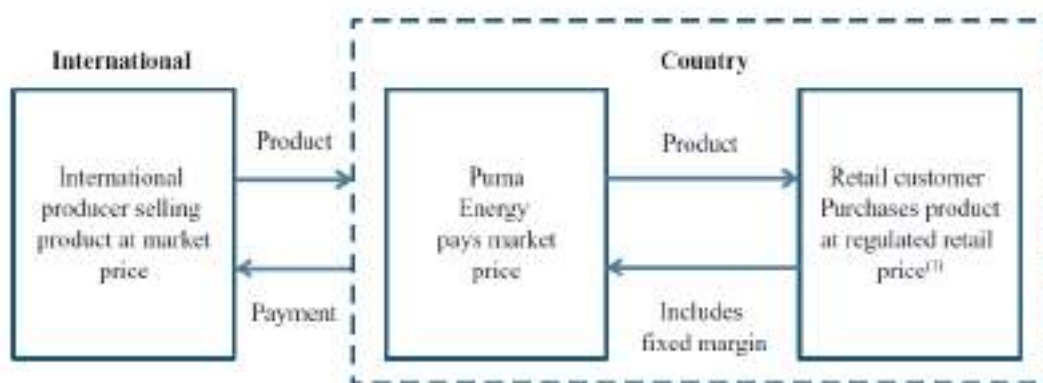 International
Country
International
producer selling
product at market
price
Product
Payment
Puma
Energy
pays market
price
Product
Includes
fixed margin
Retail customer
Purchases product
at regulated retail
price(1)